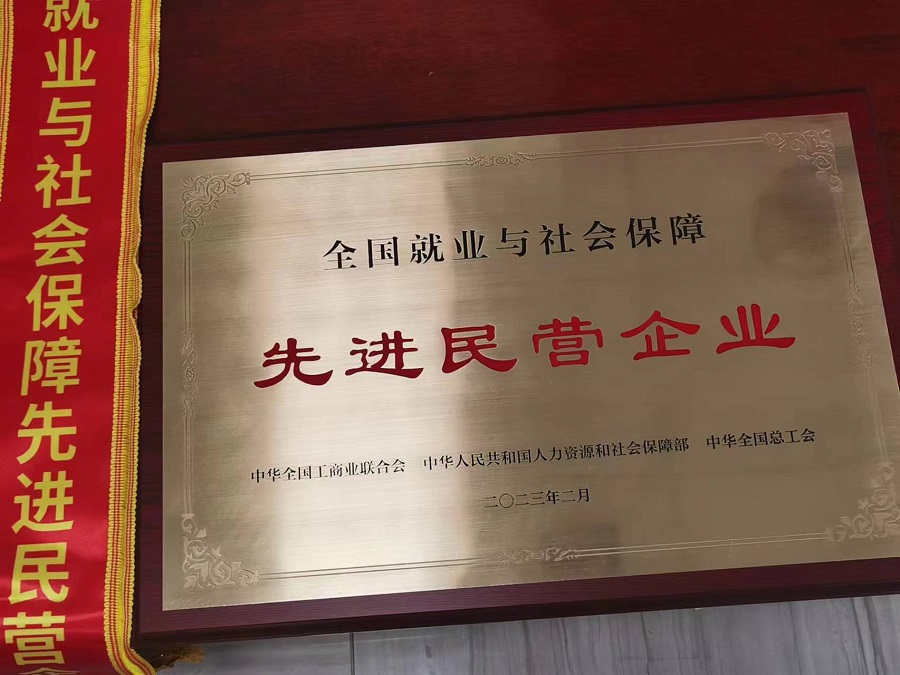 就业与社会保障先进民营
全国就业与社会保障
先进民营企业
中华全国工商业联合会 中华人民共和国人力资源和社会保障部 中华全国总工会
二〇二三年二月